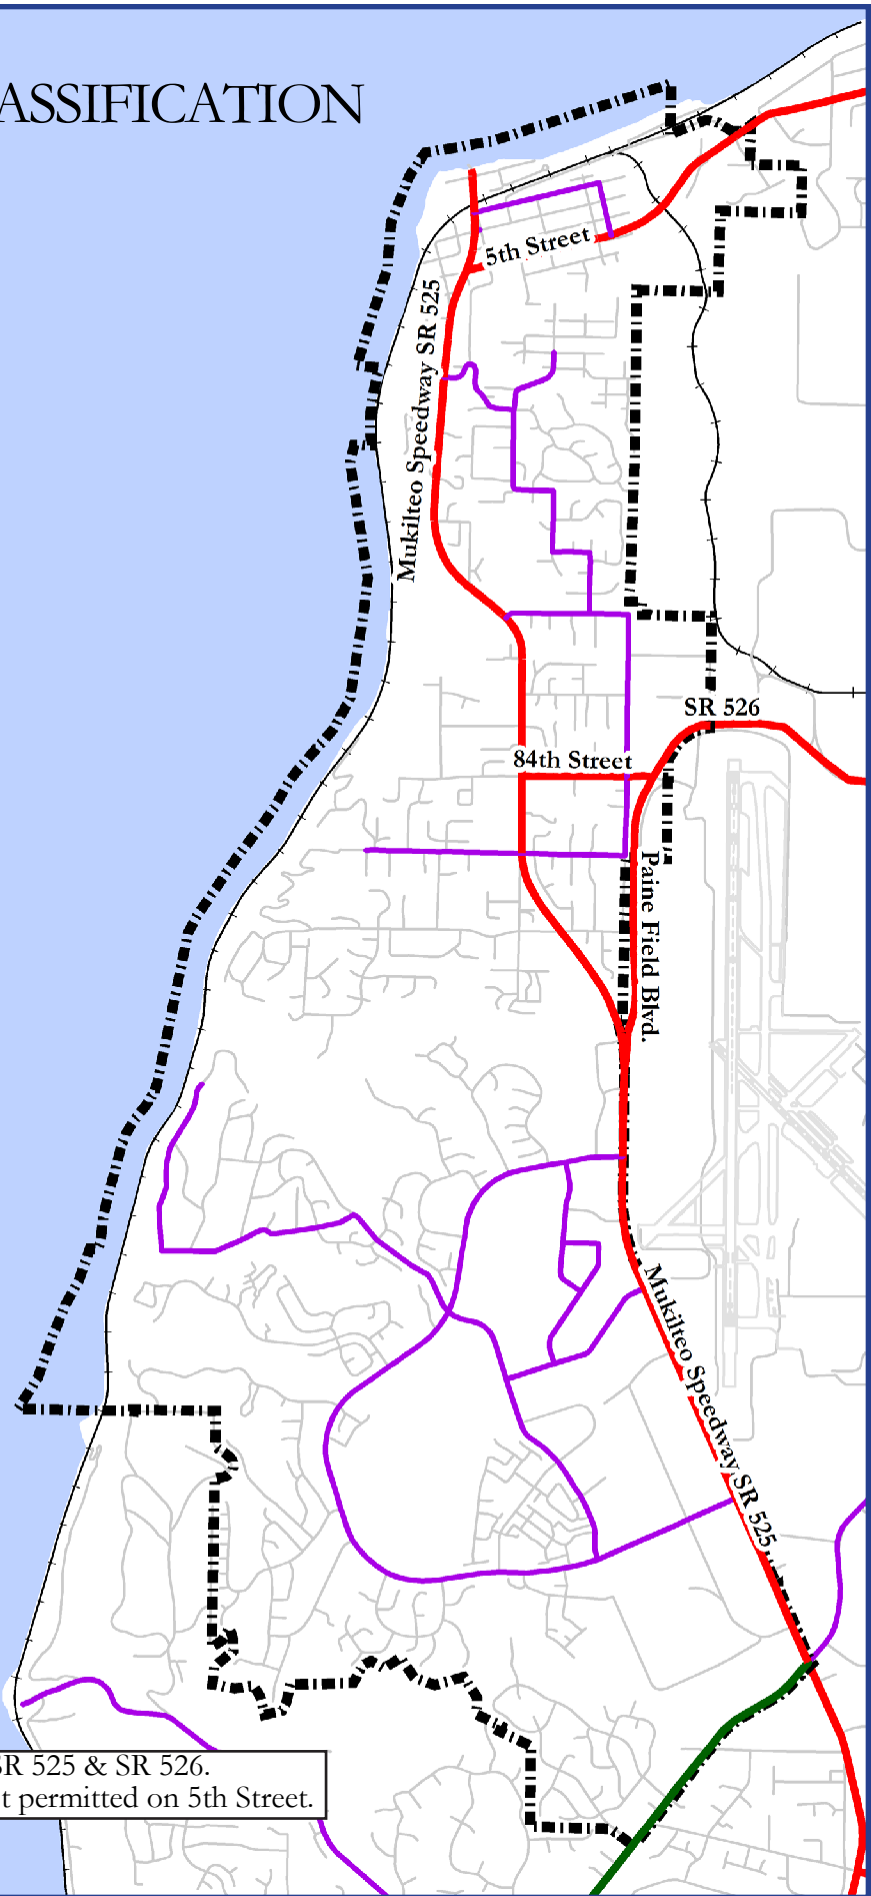 ASSIFICATION
5th Street
Mukilteo Speedway SR 525
SR 526
84th Street
Paine Field Blvd.
Mukilteo Speedway SR 525
SR 525 & SR 526.
t permitted on 5th Street.